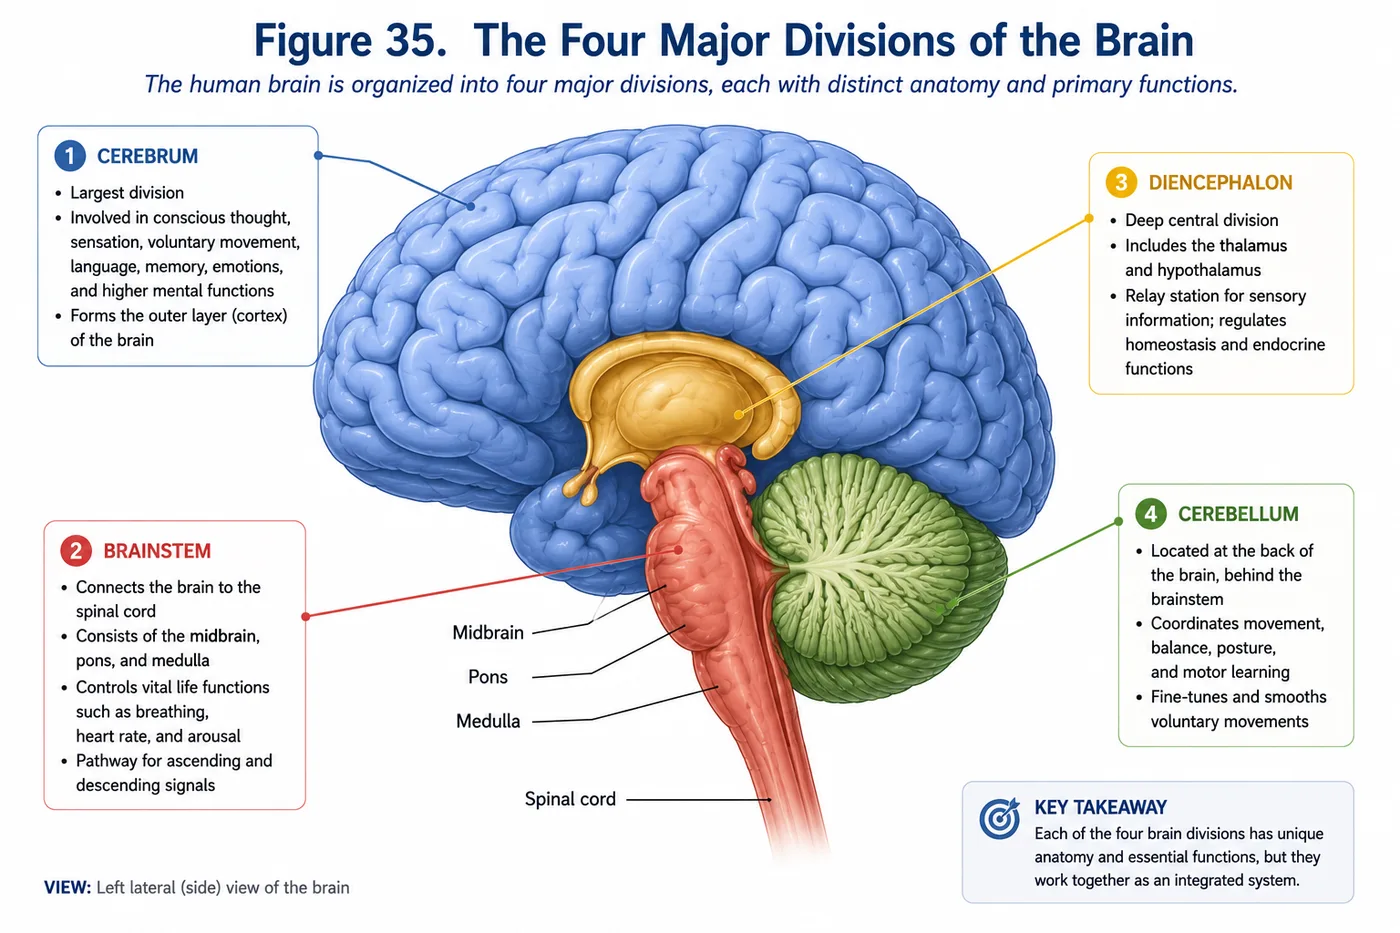 Figure 35. The Four Major Divisions of the Brain
The human brain is organized into four major divisions, each with distinct anatomy and primary functions.
1 CEREBRUM
• Largest division
• Involved in conscious thought,
sensation, voluntary movement,
language, memory, emotions,
and higher mental functions
• Forms the outer layer (cortex)
of the brain
3 DIENCEPHALON
• Deep central division
• Includes the thalamus
and hypothalamus
• Relay station for sensory
information; regulates
homeostasis and endocrine
functions
2 BRAINSTEM
• Connects the brain to the
spinal cord
• Consists of the midbrain,
pons, and medulla
• Controls vital life functions
such as breathing,
heart rate, and arousal
• Pathway for ascending and
descending signals
4 CEREBELLUM
• Located at the back of
the brain, behind the
brainstem
• Coordinates movement,
balance, posture,
and motor learning
• Fine-tunes and smooths
voluntary movements
Midbrain
Pons
Medulla
Spinal cord
KEY TAKEAWAY
Each of the four brain divisions has unique
anatomy and essential functions, but they
work together as an integrated system.
VIEW: Left lateral (side) view of the brain